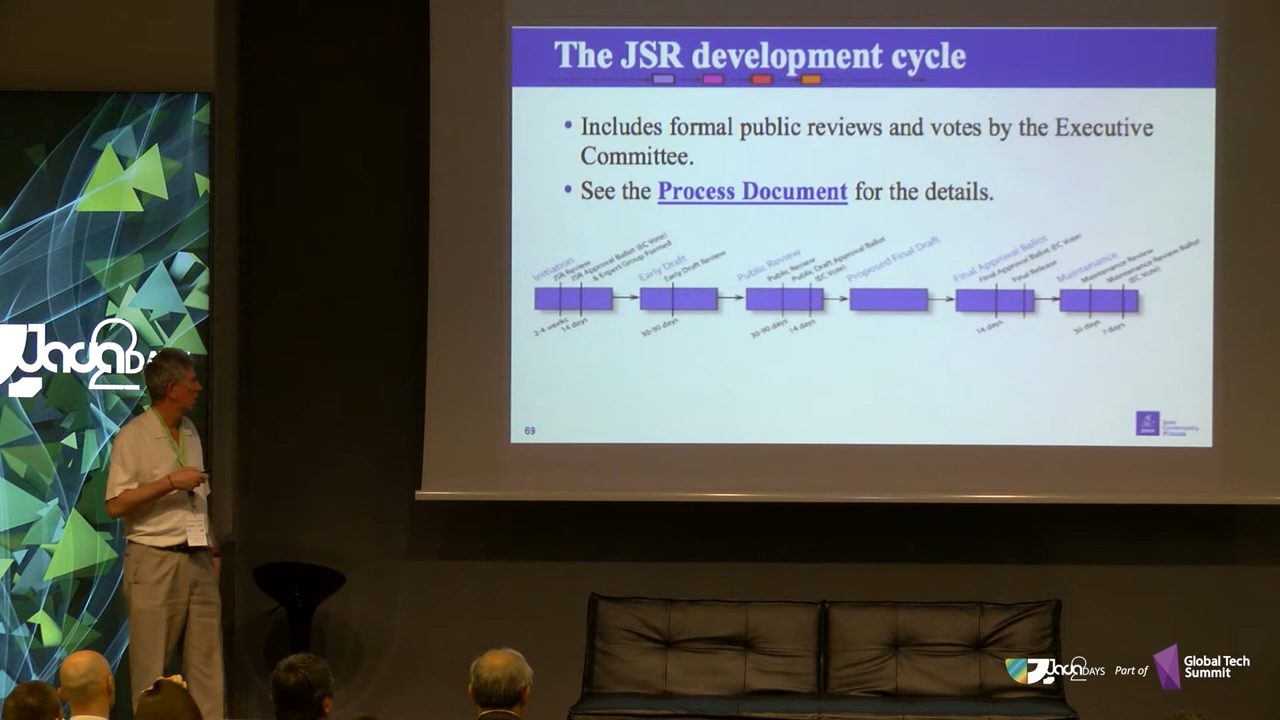 The JSR development cycle
• Includes formal public reviews and votes by the Executive
Committee.
• See the Process Document for the details.
Initiation
JSR Review
JSR Approval Ballot (EC Vote)
& Expert Group Formed
2-4 weeks
14 days
Early Draft
Early Draft Review
30-90 days
Public Review
Public Review
Public Draft Approval Ballot
(EC Vote)
30-90 days
14 days
Proposed Final Draft
Final Approval Ballot
Final Approval Ballot (EC Vote)
Final Release
14 days
Maintenance
Maintenance Review
Maintenance Review Ballot
(EC Vote)
30 days
7 days
69
Java
Community
Process
Java2DA
Java2DAYS
Part of
Global Tech
Summit